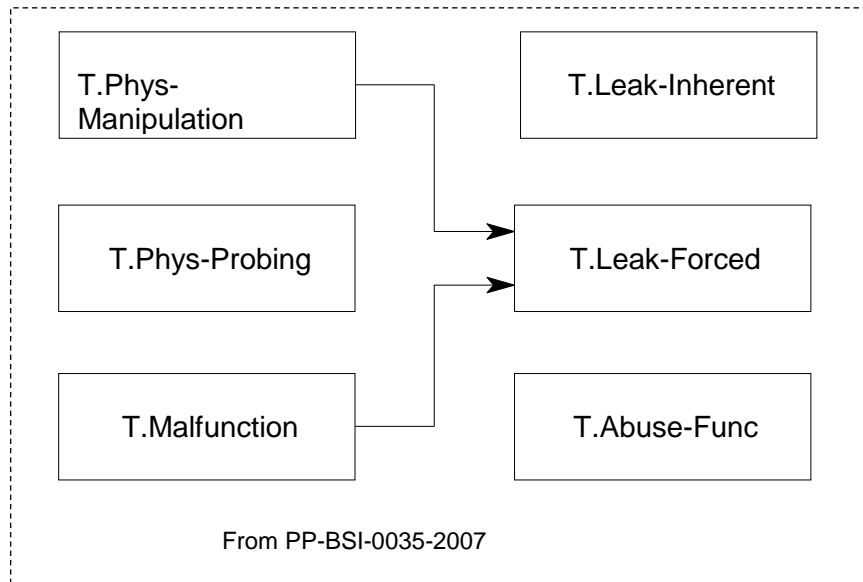 T.Phys-
Manipulation
T.Leak-Inherent
T.Phys-Probing
T.Leak-Forced
T.Malfunction
T.Abuse-Func
From PP-BSI-0035-2007